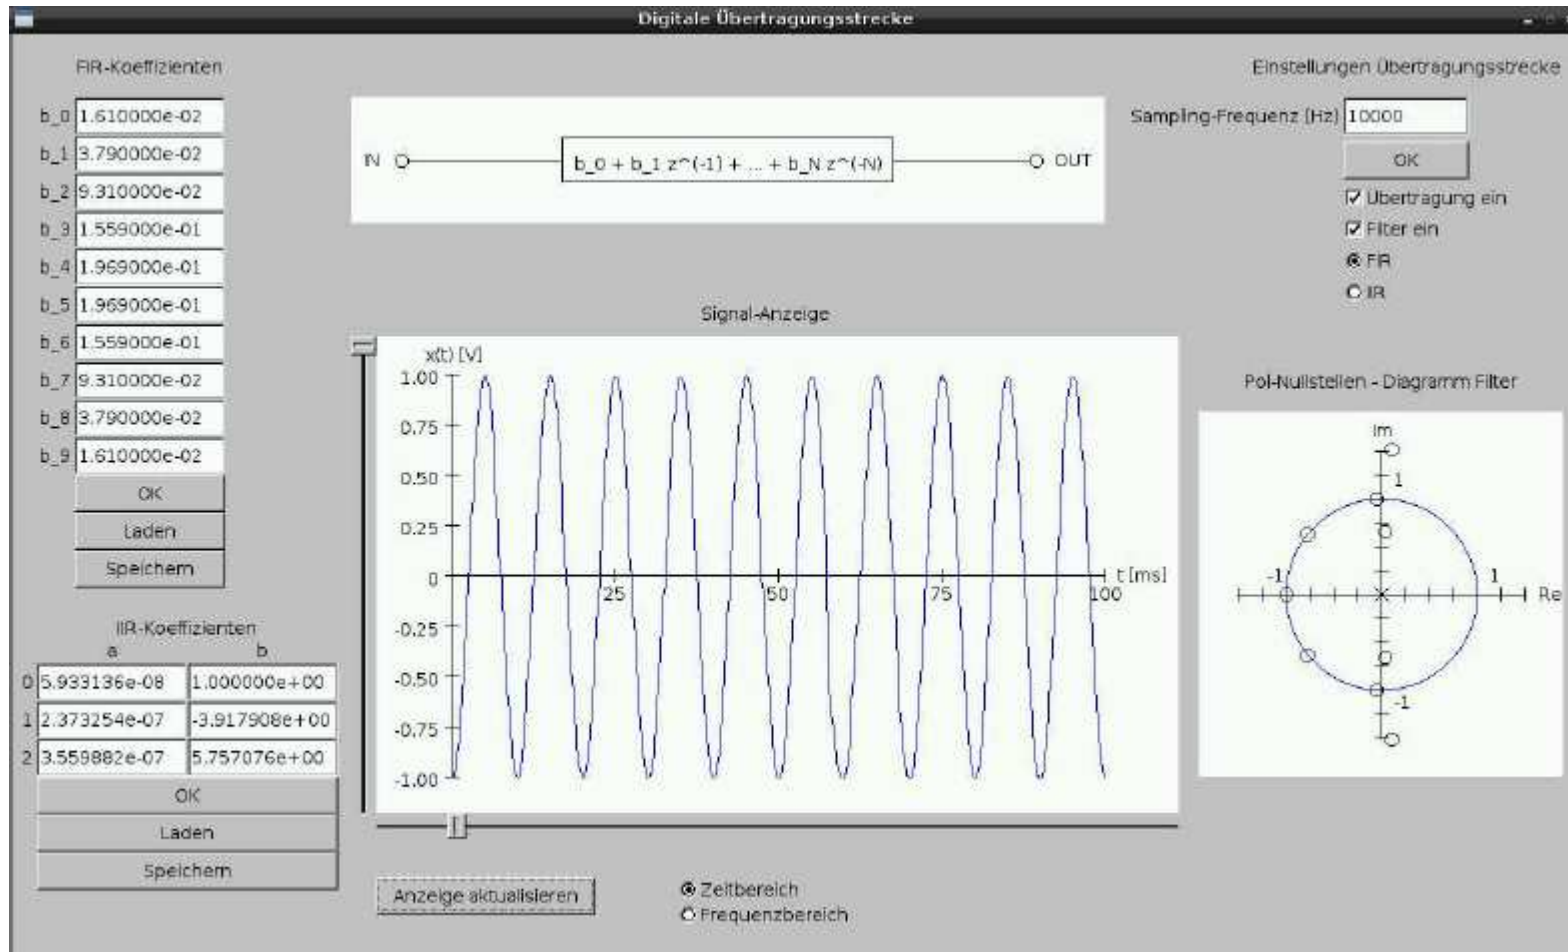 Digitale Übertragungsstrecke
FIR-Koeffizienten
b_0 1.610000e-02
b_1 3.790000e-02
b_2 9.310000e-02
b_3 1.559000e-01
b_4 1.969000e-01
b_5 1.969000e-01
b_6 1.559000e-01
b_7 9.310000e-02
b_8 3.790000e-02
b_9 1.610000e-02
OK
Laden
Speichern
IIR-Koeffizienten
a b
0 5.933136e-08 1.000000e+00
1 2.373254e-07 -3.917908e+00
2 3.559882e-07 5.757076e+00
OK
Laden
Speichern
IN b_0 + b_1 z^(-1) + ... + b_N z^(-N) OUT
Signal-Anzeige
x(t) [V]
1.00
0.75
0.50
0.25
0
-0.25
-0.50
-0.75
-1.00
25 50 75 100
t [ms]
Anzeige aktualisieren
Zeitbereich
Frequenzbereich
Einstellungen Übertragungsstrecke
Sampling-Frequenz (Hz) 10000
OK
Übertragung ein
Filter ein
FIR
IIR
Pol-Nullstellen - Diagramm Filter
Im
1
-1 1 Re
-1